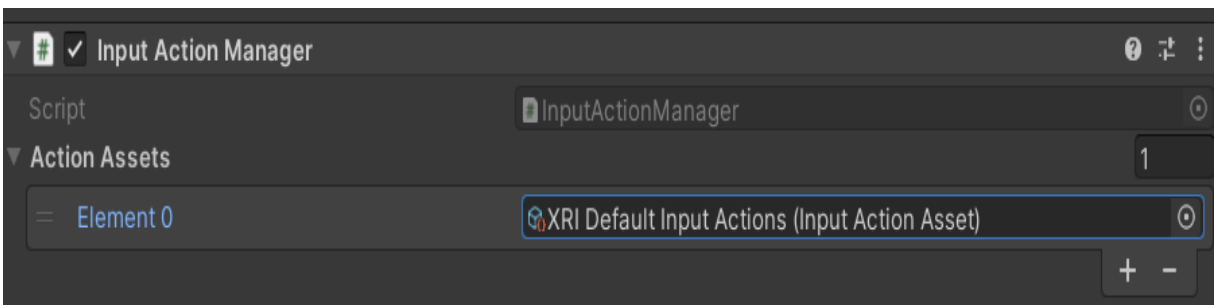 Input Action Manager
Script InputActionManager
Action Assets 1
Element 0 XRI Default Input Actions (Input Action Asset)
+ −